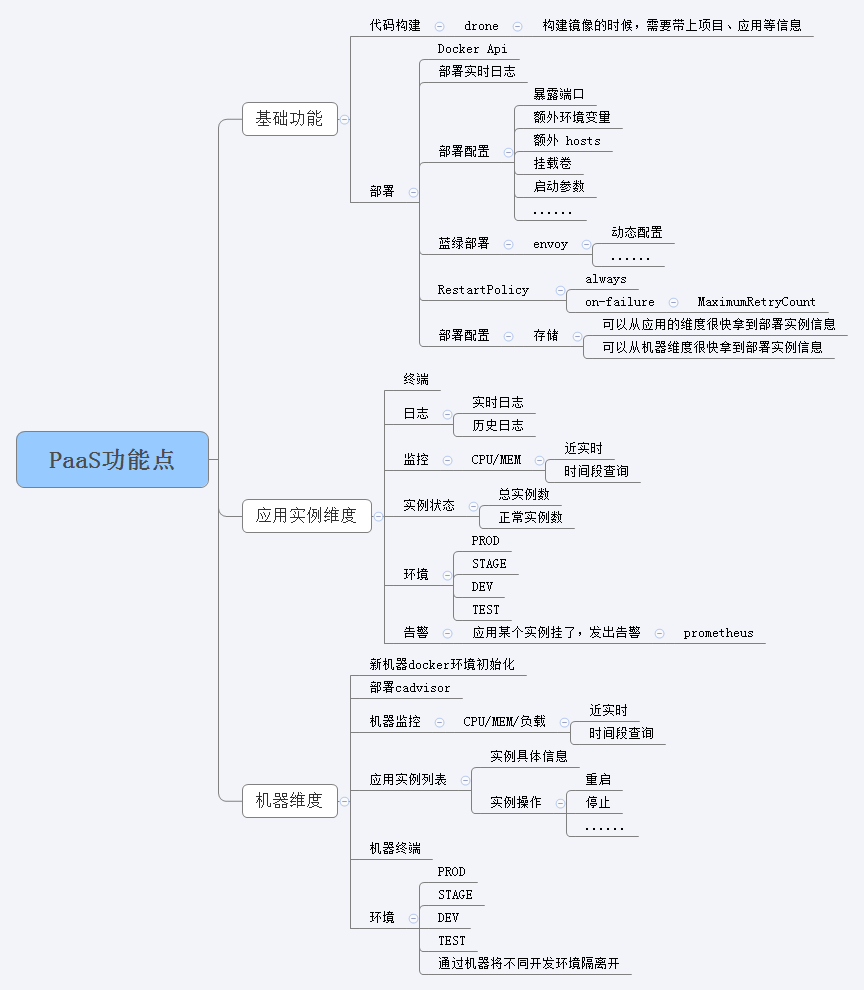 PaaS功能点
基础功能
代码构建
drone
构建镜像的时候，需要带上项目、应用等信息
部署
Docker Api
部署实时日志
部署配置
暴露端口
额外环境变量
额外 hosts
挂载卷
启动参数
......
蓝绿部署
envoy
动态配置
......
RestartPolicy
always
on-failure
MaximumRetryCount
部署配置
存储
可以从应用的维度很快拿到部署实例信息
可以从机器维度很快拿到部署实例信息
应用实例维度
终端
日志
实时日志
历史日志
监控
CPU/MEM
近实时
时间段查询
实例状态
总实例数
正常实例数
环境
PROD
STAGE
DEV
TEST
告警
应用某个实例挂了，发出告警
prometheus
机器维度
新机器docker环境初始化
部署cadvisor
机器监控
CPU/MEM/负载
近实时
时间段查询
应用实例列表
实例具体信息
实例操作
重启
停止
......
机器终端
环境
PROD
STAGE
DEV
TEST
通过机器将不同开发环境隔离开